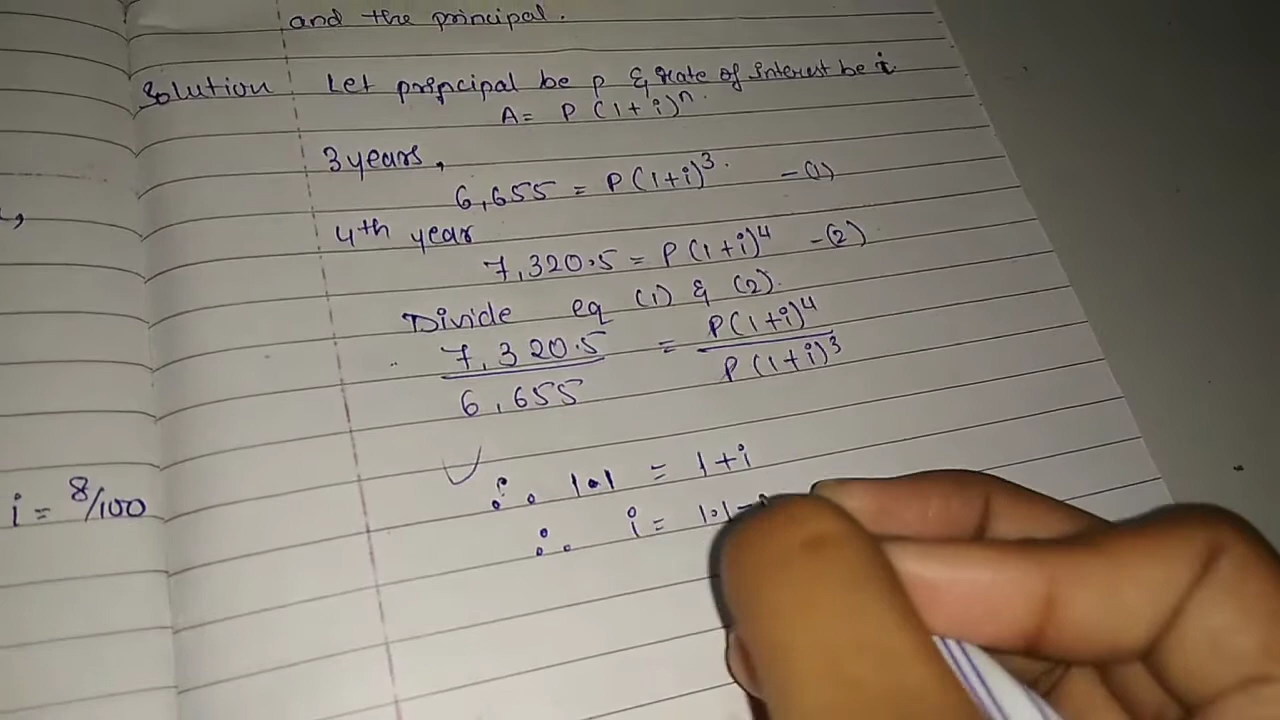 and the principal.
Solution Let principal be P & rate of interest be i
A= P (1+i)ⁿ.
3 years,
6,655 = P(1+i)³. -(1)
4th year
7,320.5 = P(1+i)⁴ -(2)
Divide eq (1) & (2).
7,320.5 = P(1+i)⁴
6,655 P(1+i)³
∴ 1.1 = 1+i
∴ i = 1.1-
i = 8/100